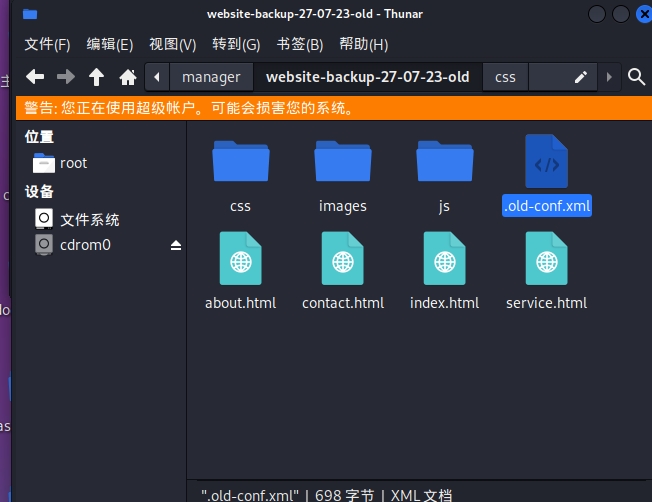 website-backup-27-07-23-old - Thunar
文件(F) 编辑(E) 视图(V) 转到(G) 书签(B) 帮助(H)
manager website-backup-27-07-23-old css
警告: 您正在使用超级帐户。可能会损害您的系统。
位置
root
设备
文件系统
cdrom0
css images js .old-conf.xml
about.html contact.html index.html service.html
".old-conf.xml" | 698 字节 | XML 文档